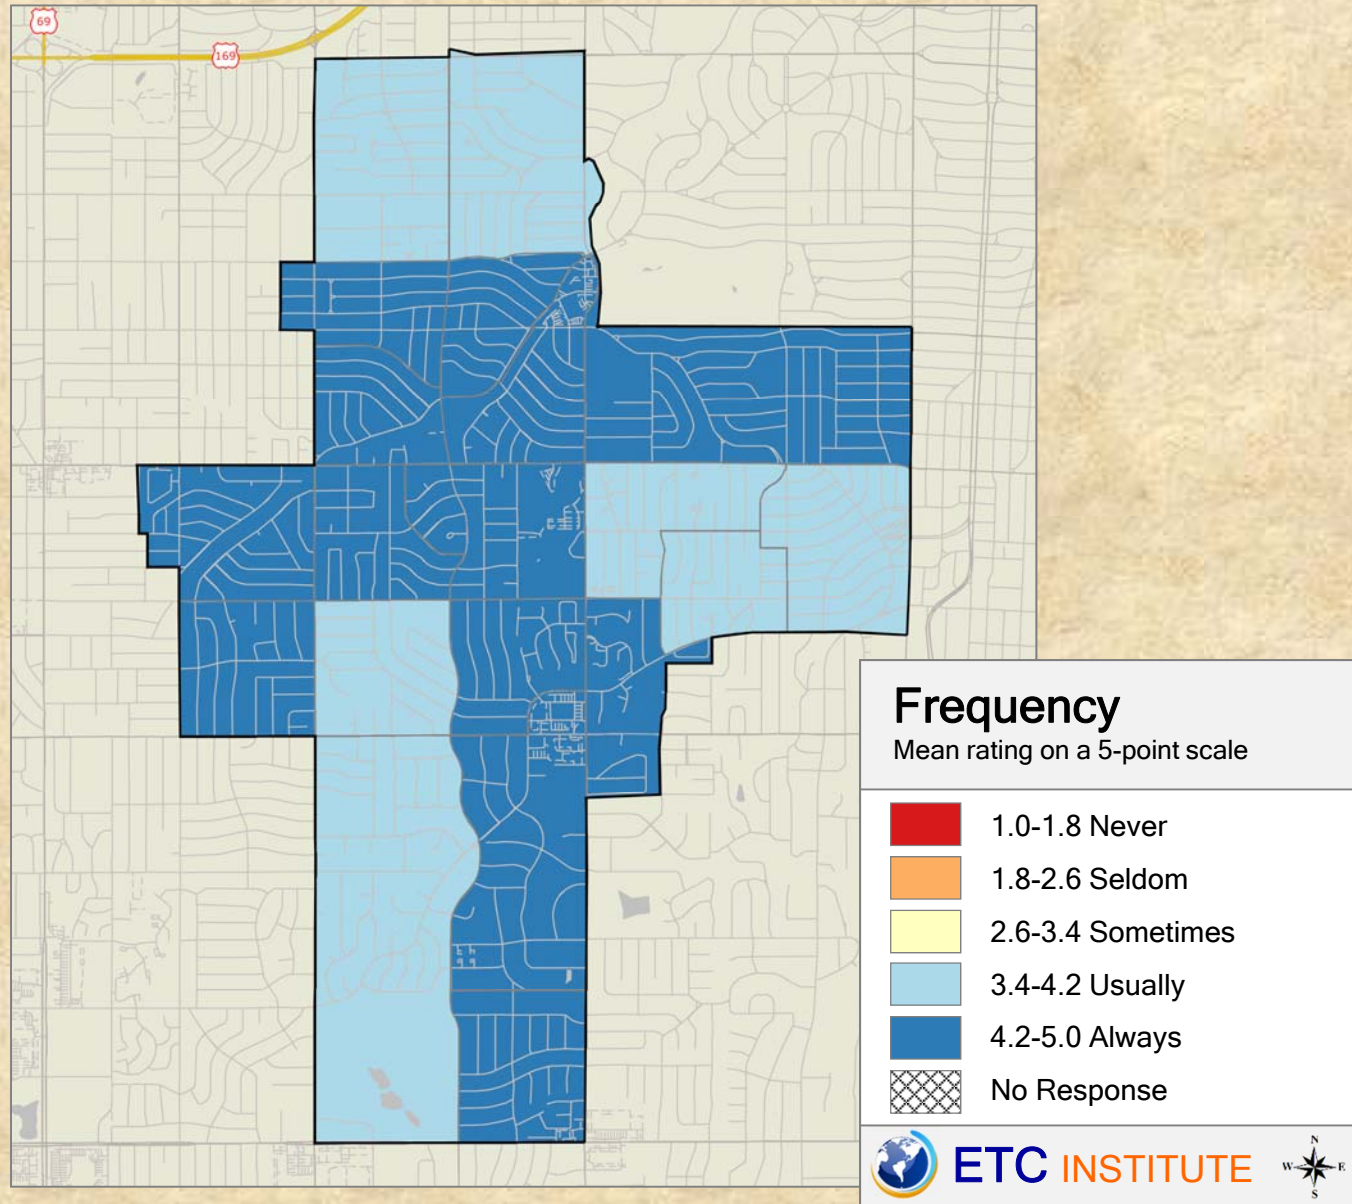 69
169
Frequency
Mean rating on a 5-point scale
1.0-1.8 Never
1.8-2.6 Seldom
2.6-3.4 Sometimes
3.4-4.2 Usually
4.2-5.0 Always
No Response
ETC INSTITUTE
N
W E
S